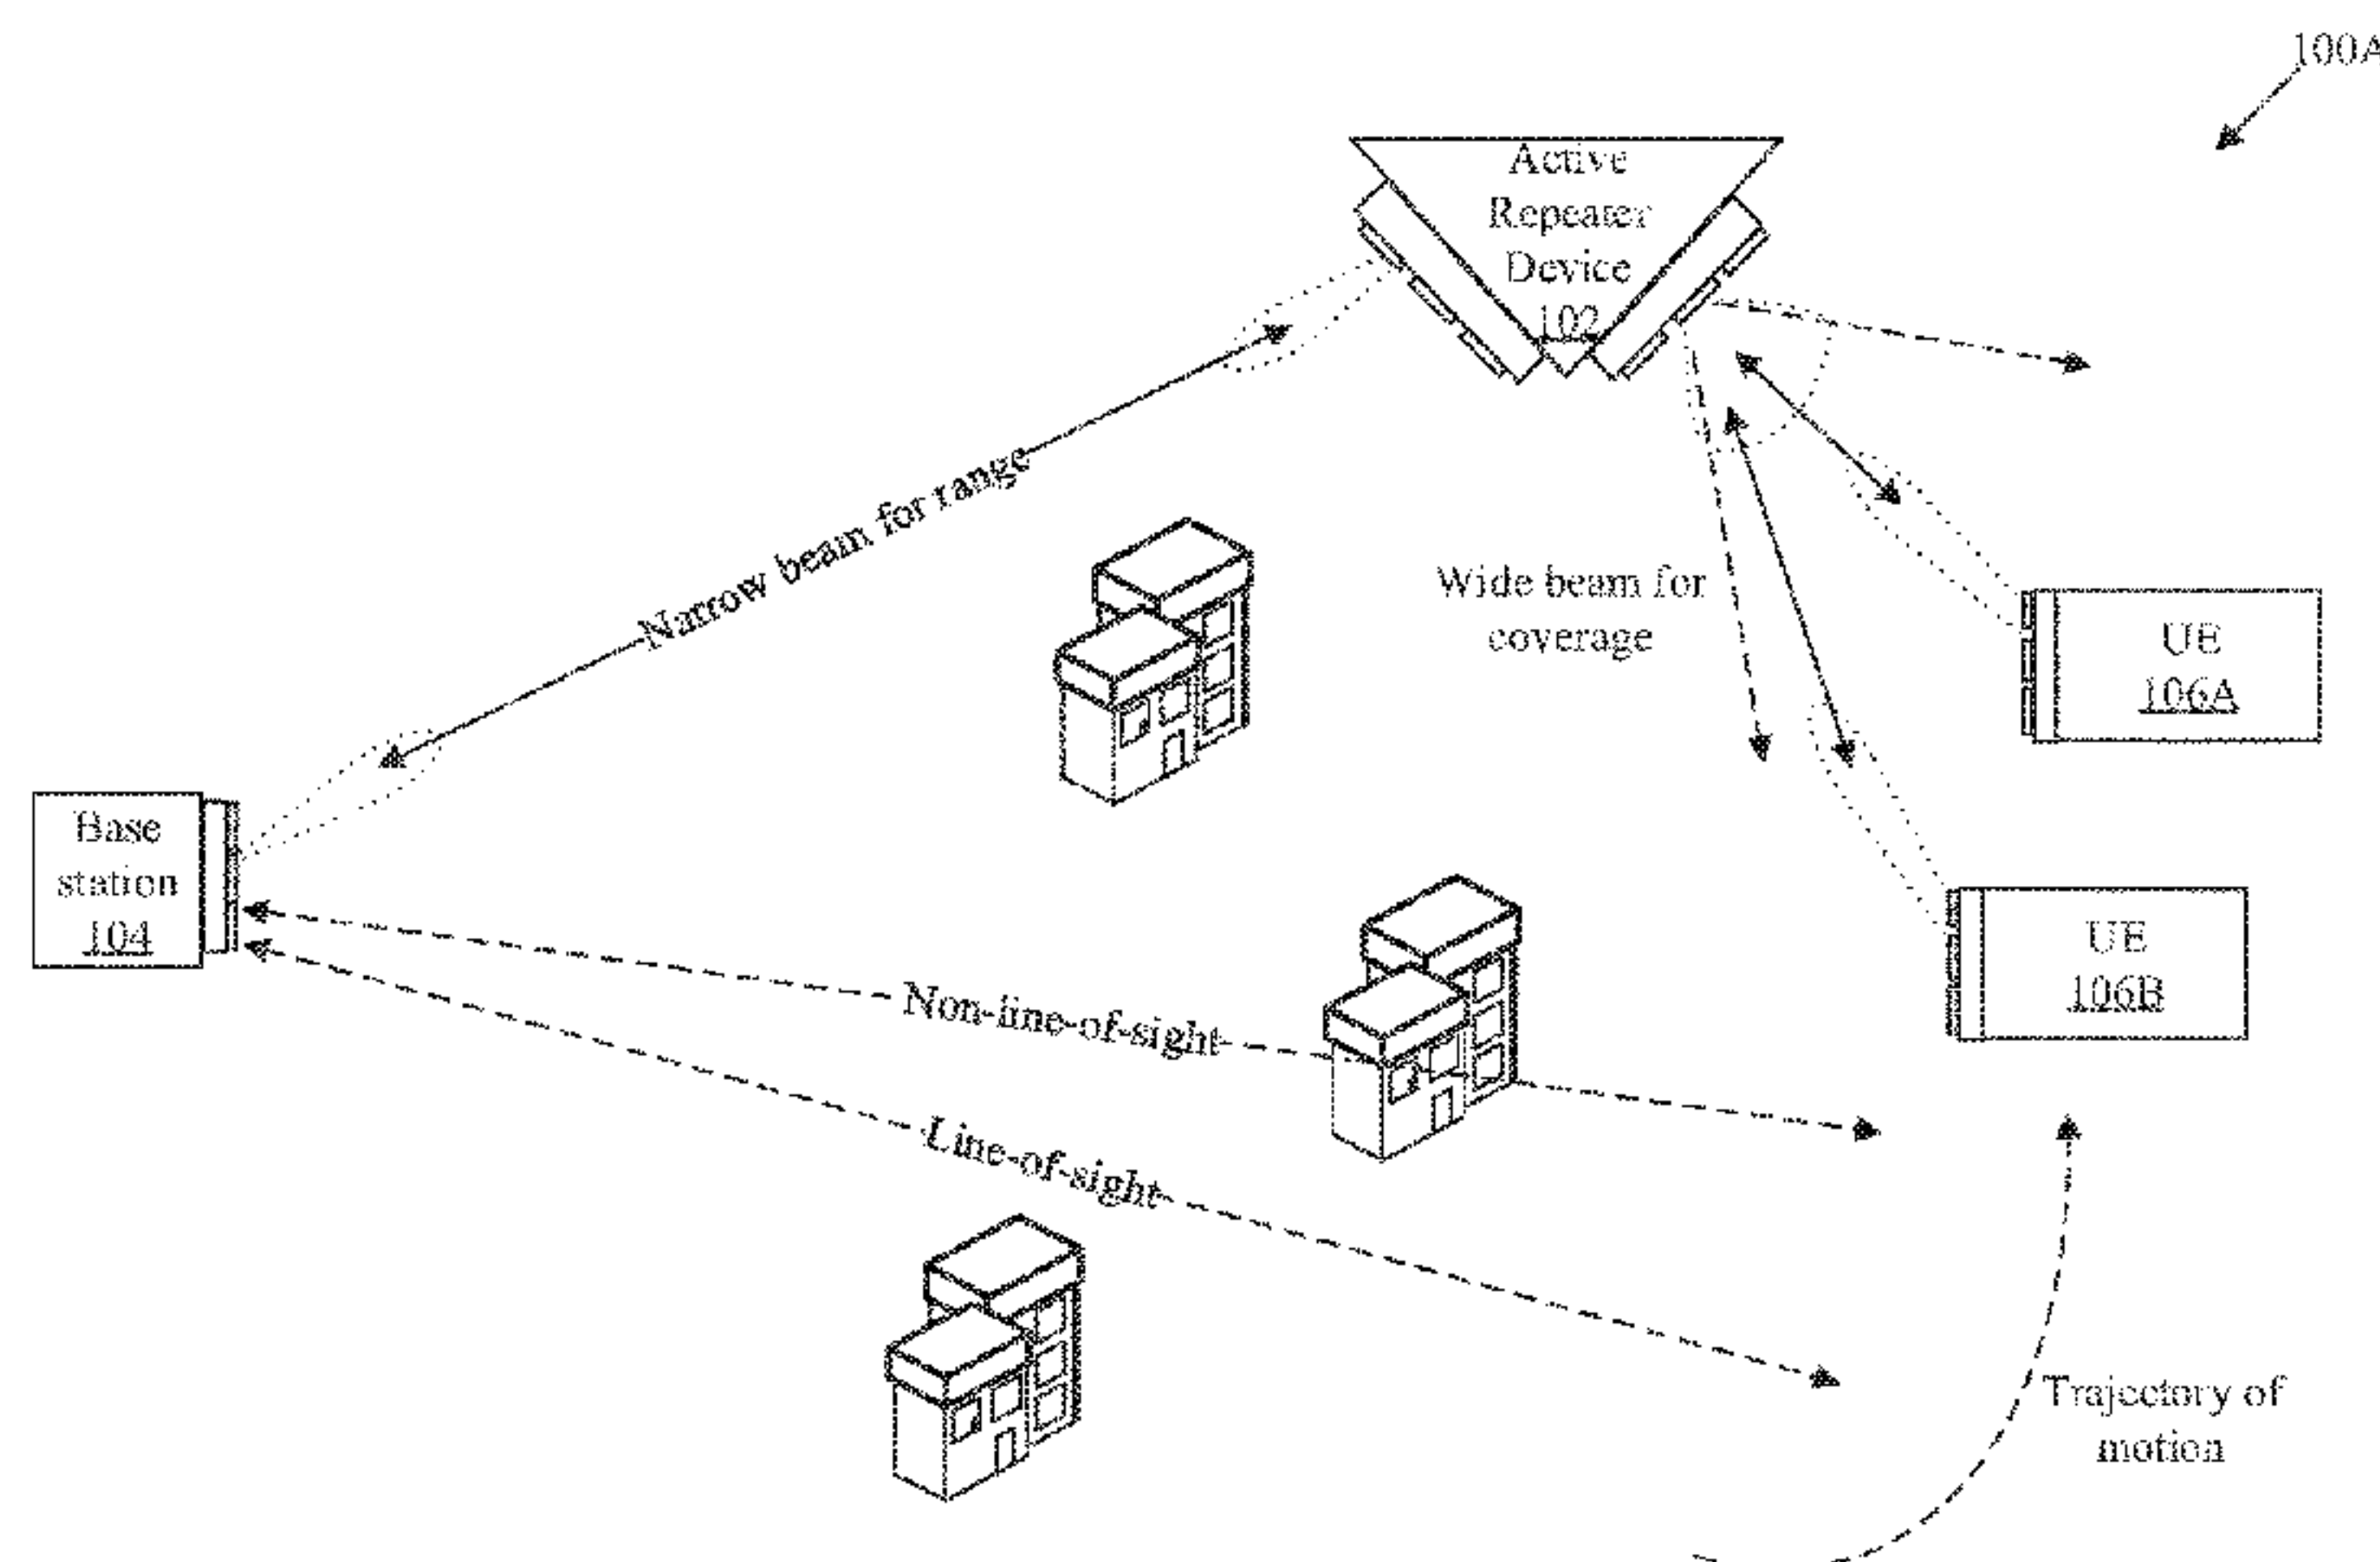 100A
Active
Repeater
Device
102
Narrow beam for range
Wide beam for
coverage
UE
106A
Base
station
104
UE
106B
Non-line-of-sight
Line-of-sight
Trajectory of
motion